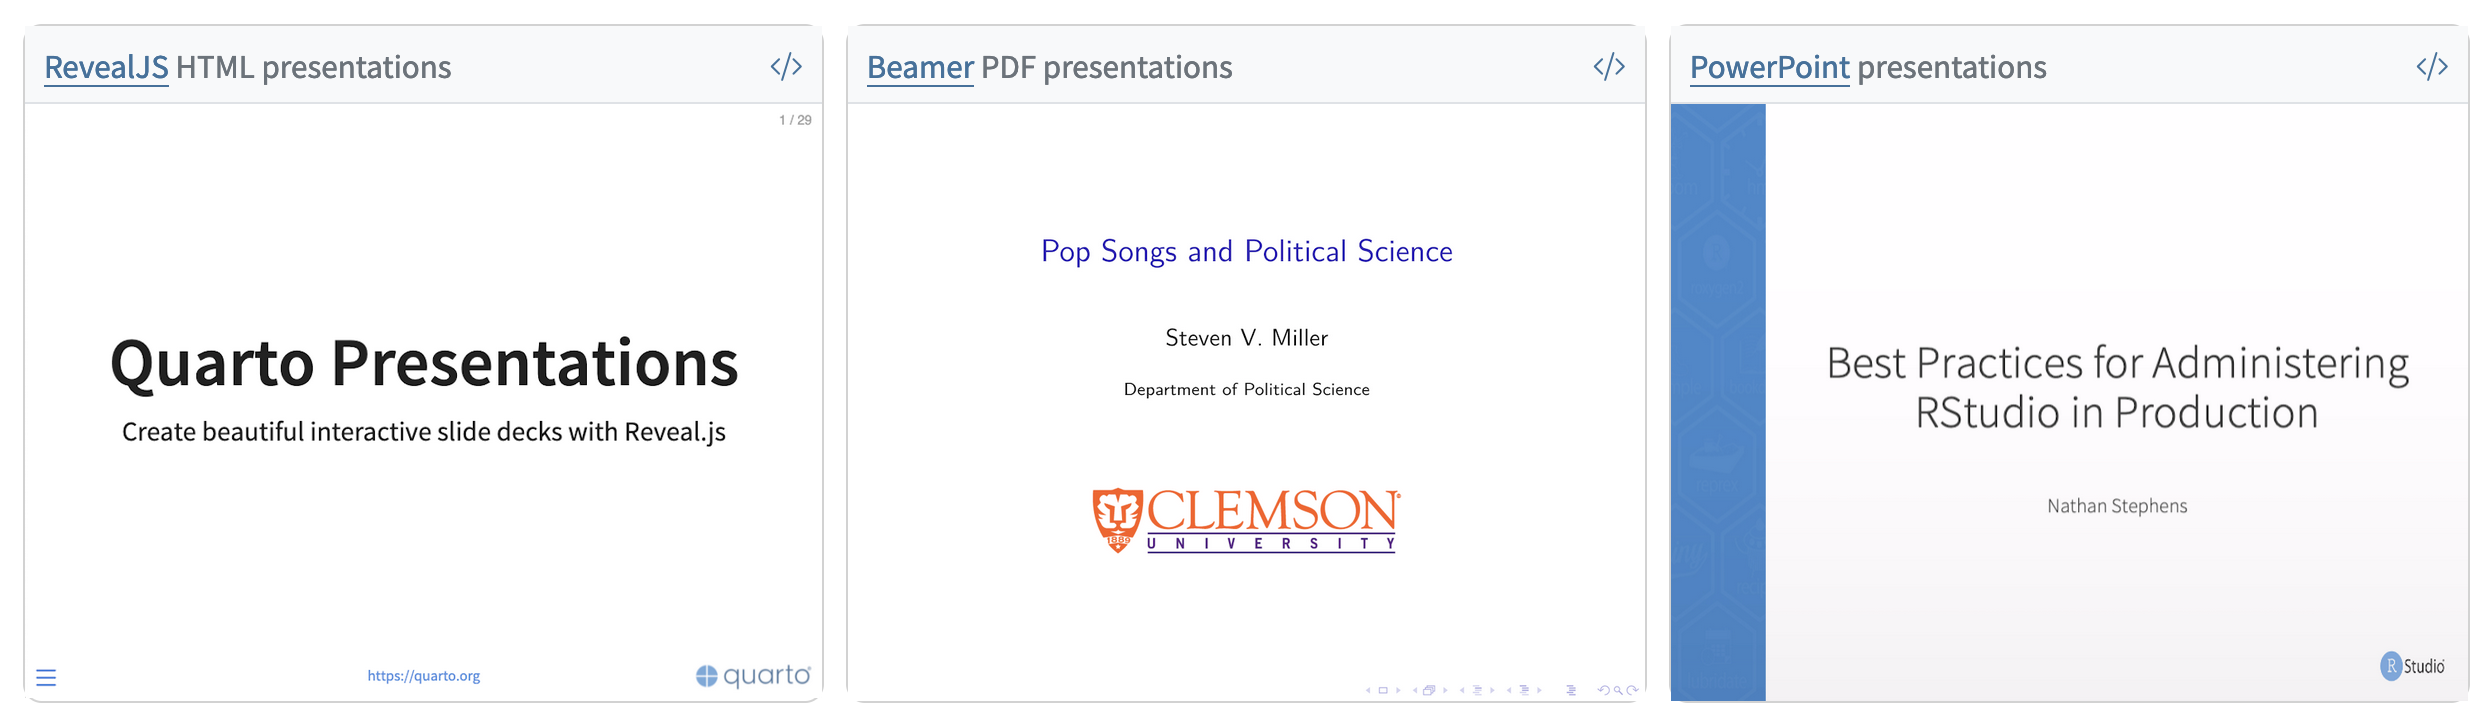 RevealJS HTML presentations
1 / 29
Quarto Presentations
Create beautiful interactive slide decks with Reveal.js
https://quarto.org
quarto
Beamer PDF presentations
Pop Songs and Political Science
Steven V. Miller
Department of Political Science
1889
CLEMSON
UNIVERSITY
PowerPoint presentations
Best Practices for Administering
RStudio in Production
Nathan Stephens
R Studio